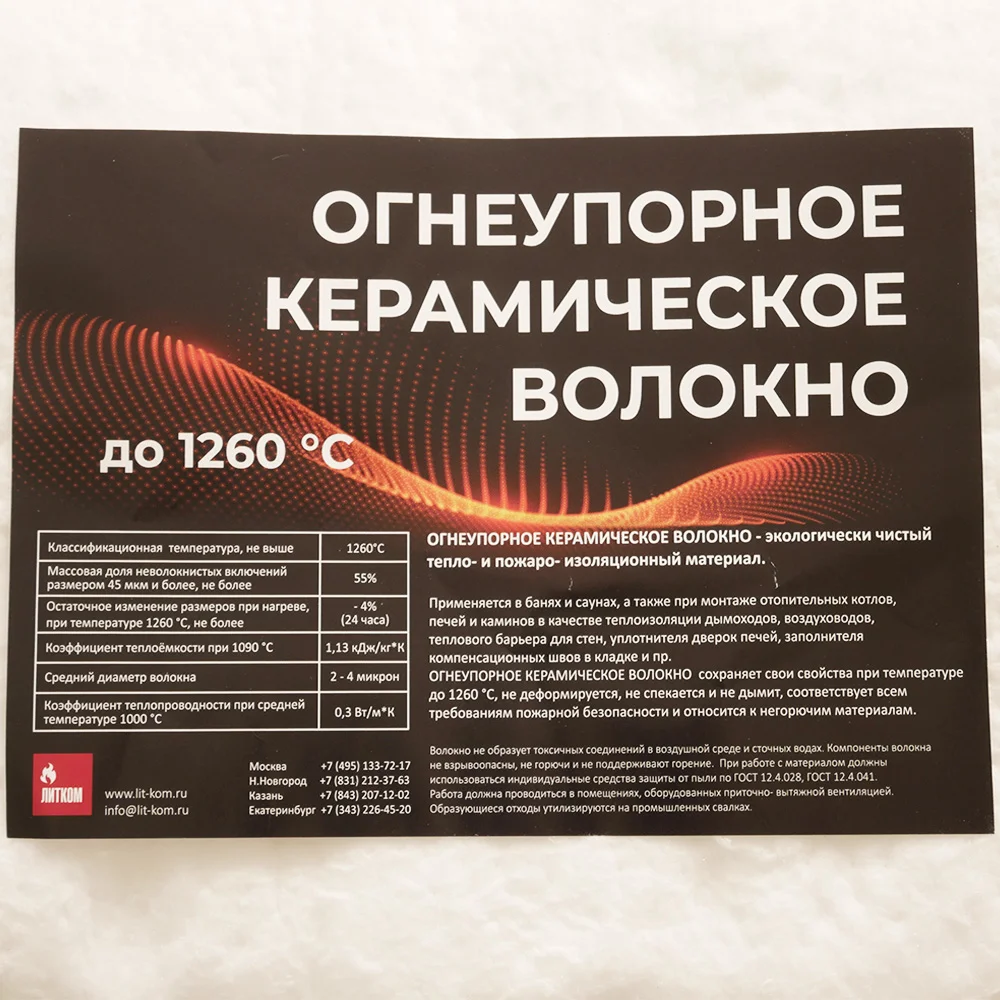 ОГНЕУПОРНОЕ
КЕРАМИЧЕСКОЕ
ВОЛОКНО
до 1260 °C
Классификационная температура, не выше 1260°C
Массовая доля неволокнистых включений
размером 45 мкм и более, не более 55%
Остаточное изменение размеров при нагреве, - 4%
при температуре 1260 °C, не более (24 часа)
Коэффициент теплоёмкости при 1090 °C 1,13 кДж/кг*К
Средний диаметр волокна 2 - 4 микрон
Коэффициент теплопроводности при средней
температуре 1000 °C 0,3 Вт/м*К
ОГНЕУПОРНОЕ КЕРАМИЧЕСКОЕ ВОЛОКНО - экологически чистый
тепло- и пожаро- изоляционный материал.
Применяется в банях и саунах, а также при монтаже отопительных котлов,
печей и каминов в качестве теплоизоляции дымоходов, воздуховодов,
теплового барьера для стен, уплотнителя дверок печей, заполнителя
компенсационных швов в кладке и пр.
ОГНЕУПОРНОЕ КЕРАМИЧЕСКОЕ ВОЛОКНО сохраняет свои свойства при температуре
до 1260 °C, не деформируется, не спекается и не дымит, соответствует всем
требованиям пожарной безопасности и относится к негорючим материалам.
Волокно не образует токсичных соединений в воздушной среде и сточных водах. Компоненты волокна
не взрывоопасны, не горючи и не поддерживают горение. При работе с материалом должны
использоваться индивидуальные средства защиты от пыли по ГОСТ 12.4.028, ГОСТ 12.4.041.
Работа должна проводиться в помещениях, оборудованных приточно- вытяжной вентиляцией.
Образующиеся отходы утилизируются на промышленных свалках.
ЛИТКОМ
www.lit-kom.ru
info@lit-kom.ru
Москва +7 (495) 133-72-17
Н.Новгород +7 (831) 212-37-63
Казань +7 (843) 207-12-02
Екатеринбург +7 (343) 226-45-20